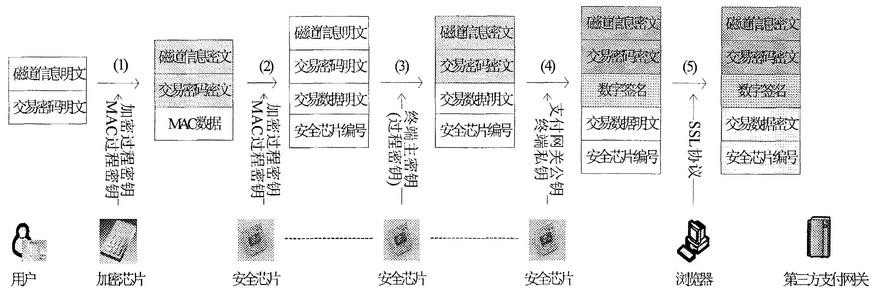 磁道信息明文
交易密码明文
(1)
加密过程密钥
MAC过程密钥
磁道信息密文
交易密码密文
MAC数据
(2)
加密过程密钥
MAC过程密钥
磁道信息明文
交易密码明文
交易数据明文
安全芯片编号
(3)
终端主密钥
(过程密钥)
磁道信息密文
交易密码密文
交易数据明文
安全芯片编号
(4)
支付网关公钥
终端私钥
磁道信息密文
交易密码密文
数字签名
交易数据明文
安全芯片编号
(5)
SSL协议
磁道信息密文
交易密码密文
数字签名
交易数据密文
安全芯片编号
用户
加密芯片
安全芯片
安全芯片
安全芯片
浏览器
第三方支付网关